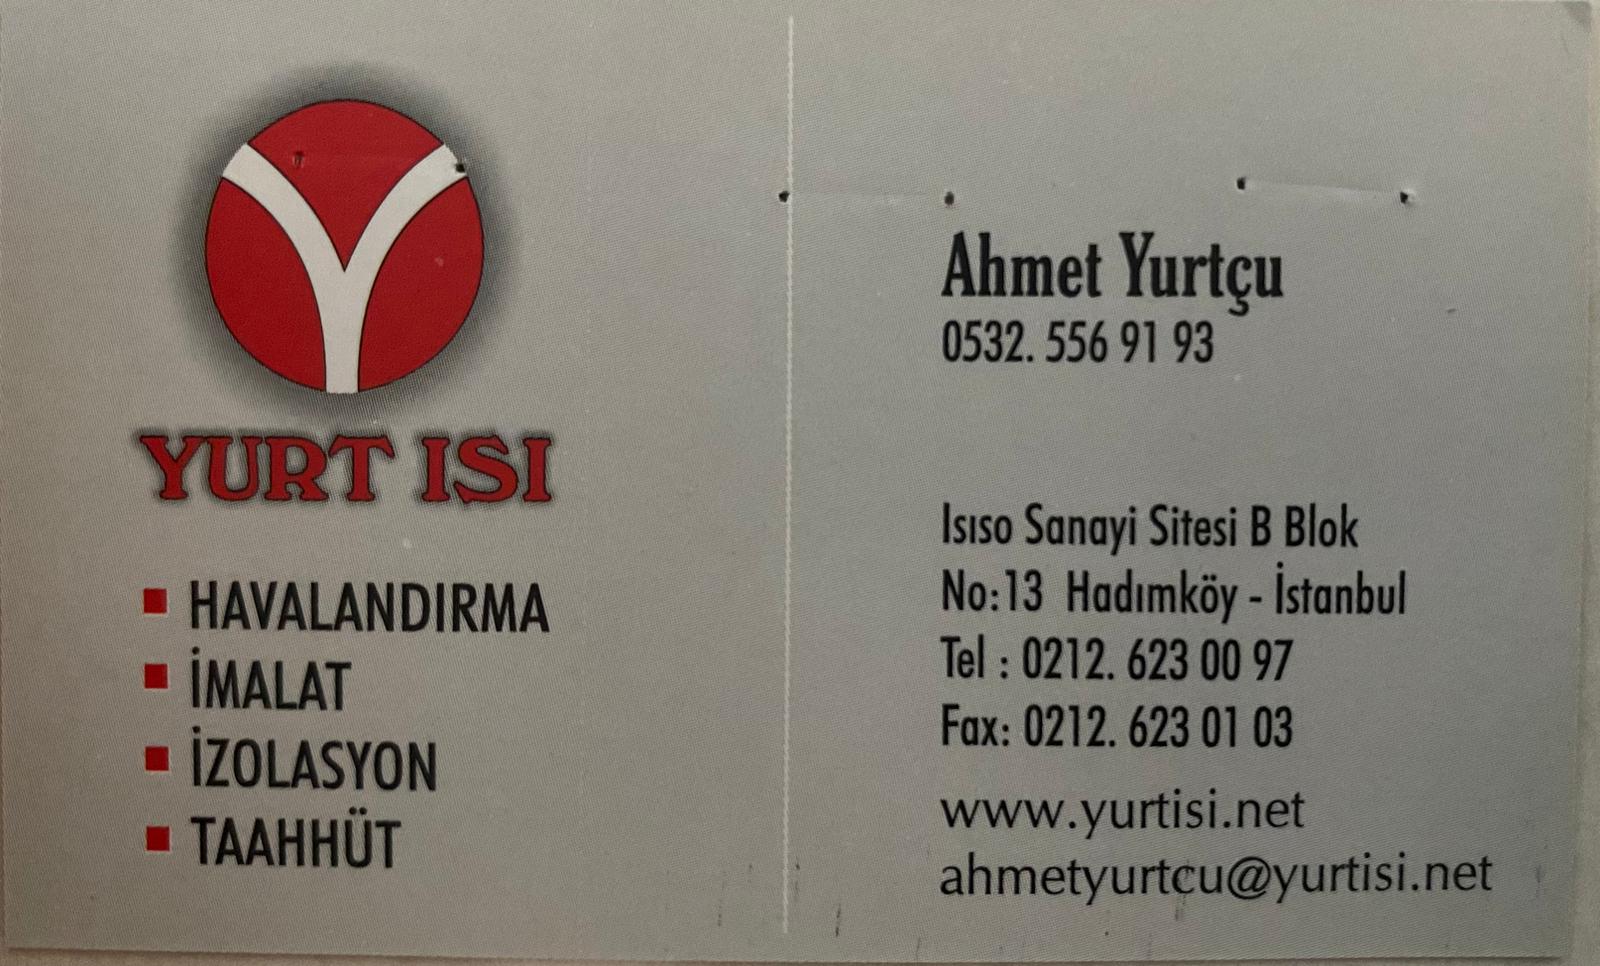 YURT ISI
HAVALANDIRMA
İMALAT
İZOLASYON
TAAHHÜT
Ahmet Yurtçu
0532. 556 91 93
Isıso Sanayi Sitesi B Blok
No:13 Hadımköy - İstanbul
Tel : 0212. 623 00 97
Fax: 0212. 623 01 03
www.yurtisi.net
ahmetyurtcu@yurtisi.net